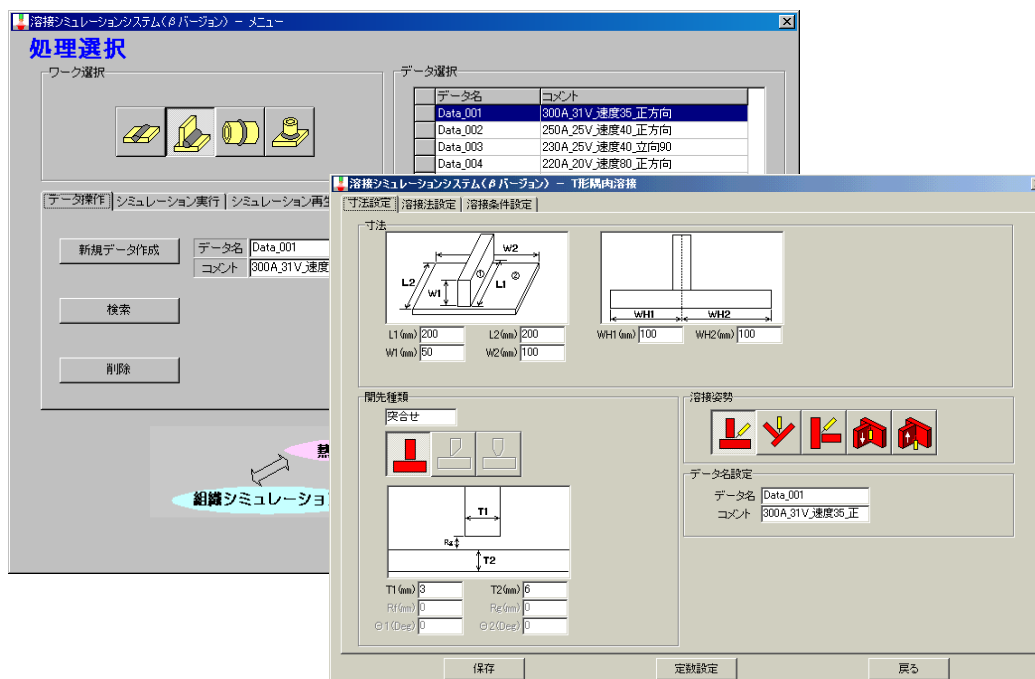 溶接シミュレーションシステム(βバージョン) － メニュー
処理選択
ワーク選択
データ選択
データ名 コメント
Data_001 300A_31V_速度35_正方向
Data_002 250A_25V_速度40_正方向
Data_003 230A_25V_速度40_立向90
Data_004 220A_20V_速度80_正方向
データ操作 シミュレーション実行 シミュレーション再生
新規データ作成
データ名 Data_001
コメント 300A_31V_速度
検索
削除
熱
組織シミュレーション
溶接シミュレーションシステム(βバージョン) － T形隅肉溶接
寸法設定 溶接法設定 溶接条件設定
寸法
W2
L2
W1
L1
①
②
WH1 WH2
L1(mm) 200 L2(mm) 200
W1(mm) 50 W2(mm) 100
WH1(mm) 100 WH2(mm) 100
開先種類
突合せ
T1
Rg
T2
T1(mm) 3 T2(mm) 6
Rf(mm) 0 Rg(mm) 0
Θ1(Deg) 0 Θ2(Deg) 0
溶接姿勢
データ名設定
データ名 Data_001
コメント 300A_31V_速度35_正
保存 定数設定 戻る